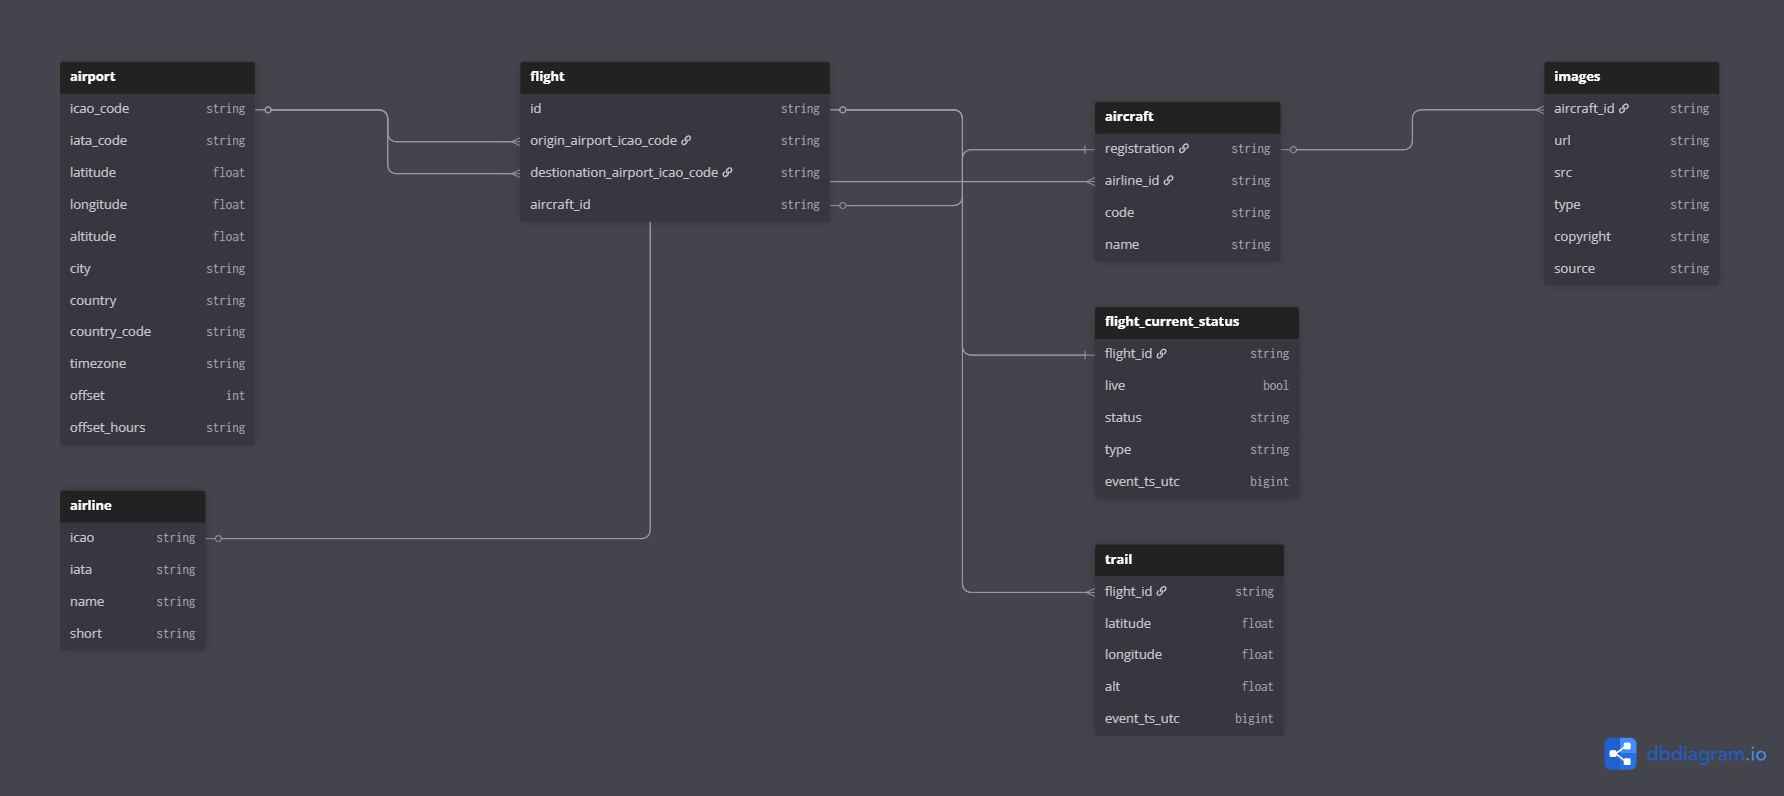 airport
icao_code string
iata_code string
latitude float
longitude float
altitude float
city string
country string
country_code string
timezone string
offset int
offset_hours string
airline
icao string
iata string
name string
short string
flight
id string
origin_airport_icao_code string
destionation_airport_icao_code string
aircraft_id string
aircraft
registration string
airline_id string
code string
name string
flight_current_status
flight_id string
live bool
status string
type string
event_ts_utc bigint
trail
flight_id string
latitude float
longitude float
alt float
event_ts_utc bigint
images
aircraft_id string
url string
src string
type string
copyright string
source string
dbdiagram.io